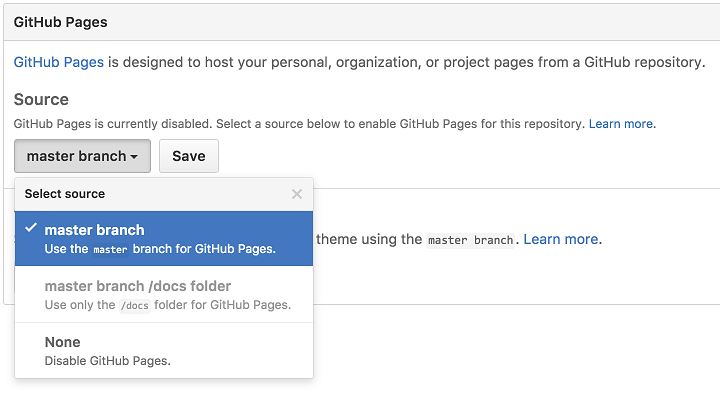 GitHub Pages
GitHub Pages is designed to host your personal, organization, or project pages from a GitHub repository.
Source
GitHub Pages is currently disabled. Select a source below to enable GitHub Pages for this repository. Learn more.
master branch
Save
Select source
master branch
Use the master branch for GitHub Pages.
theme using the master branch. Learn more.
master branch /docs folder
Use only the /docs folder for GitHub Pages.
None
Disable GitHub Pages.